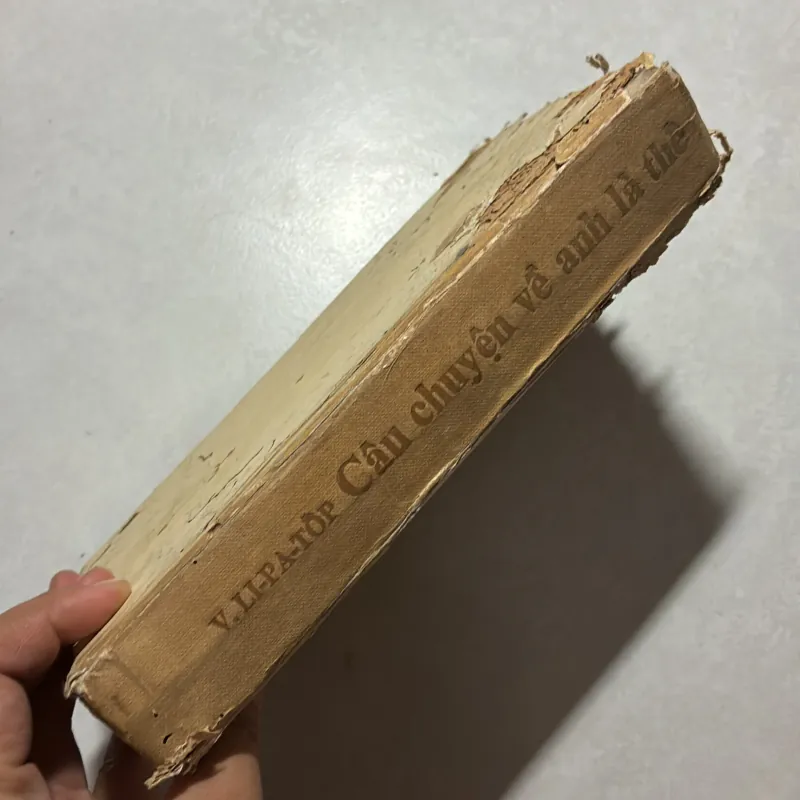 V. LI-PA-TỐP Câu chuyện về anh là thế